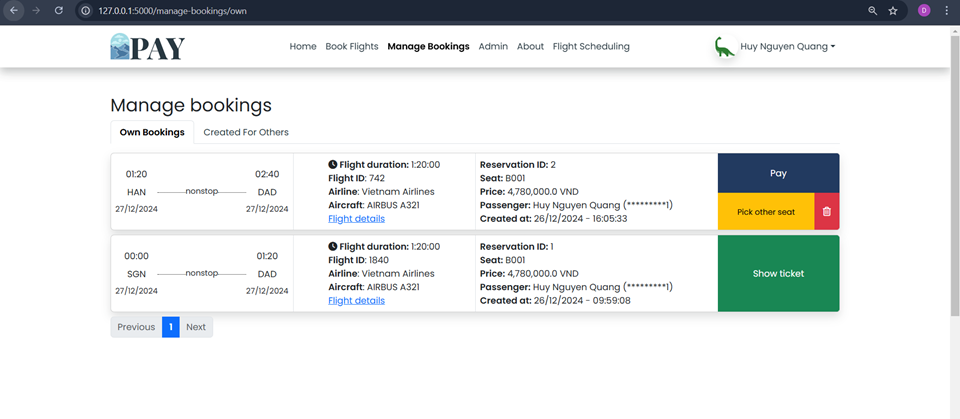 127.0.0.1:5000/manage-bookings/own
D
PAY
Home Book Flights Manage Bookings Admin About Flight Scheduling Huy Nguyen Quang
Manage bookings
Own Bookings Created For Others
01:20 02:40
HAN nonstop DAD
27/12/2024 27/12/2024
Flight duration: 1:20:00
Flight ID: 742
Airline: Vietnam Airlines
Aircraft: AIRBUS A321
Flight details
Reservation ID: 2
Seat: B001
Price: 4,780,000.0 VND
Passenger: Huy Nguyen Quang (*********1)
Created at: 26/12/2024 - 16:05:33
Pay
Pick other seat
00:00 01:20
SGN nonstop DAD
27/12/2024 27/12/2024
Flight duration: 1:20:00
Flight ID: 1840
Airline: Vietnam Airlines
Aircraft: AIRBUS A321
Flight details
Reservation ID: 1
Seat: B001
Price: 4,780,000.0 VND
Passenger: Huy Nguyen Quang (*********1)
Created at: 26/12/2024 - 09:59:08
Show ticket
Previous 1 Next